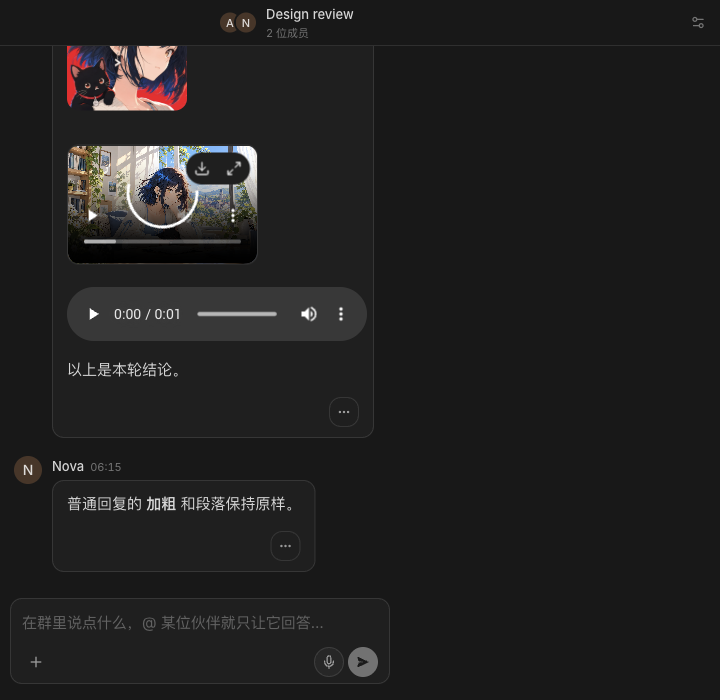 A N Design review
2 位成员
0:00 / 0:01
以上是本轮结论。
N Nova 06:15
普通回复的 加粗 和段落保持原样。
在群里说点什么，@ 某位伙伴就只让它回答...